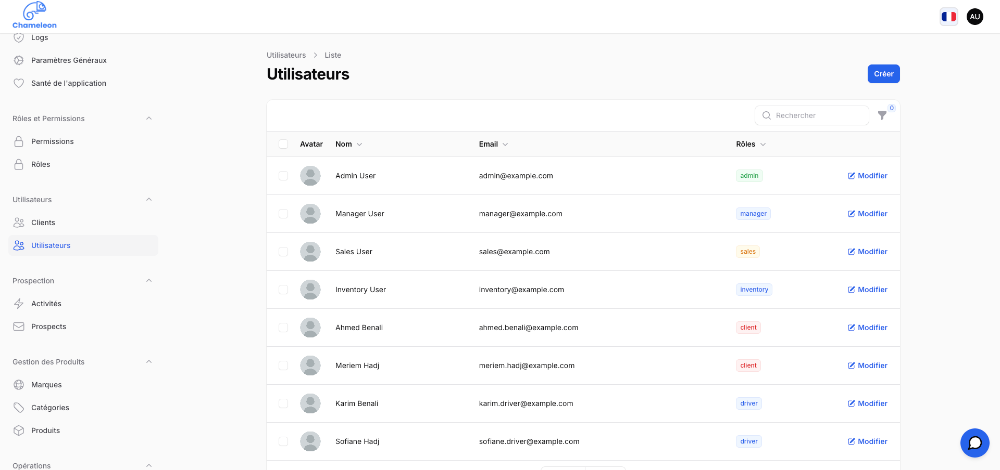 Chameleon
AU
Logs
Paramètres Généraux
Santé de l'application
Rôles et Permissions
Permissions
Rôles
Utilisateurs
Clients
Utilisateurs
Prospection
Activités
Prospects
Gestion des Produits
Marques
Catégories
Produits
Opérations
Utilisateurs Liste
Utilisateurs
Créer
Rechercher
0
Avatar Nom Email Rôles
Admin User admin@example.com admin Modifier
Manager User manager@example.com manager Modifier
Sales User sales@example.com sales Modifier
Inventory User inventory@example.com inventory Modifier
Ahmed Benali ahmed.benali@example.com client Modifier
Meriem Hadj meriem.hadj@example.com client Modifier
Karim Benali karim.driver@example.com driver Modifier
Sofiane Hadj sofiane.driver@example.com driver Modifier